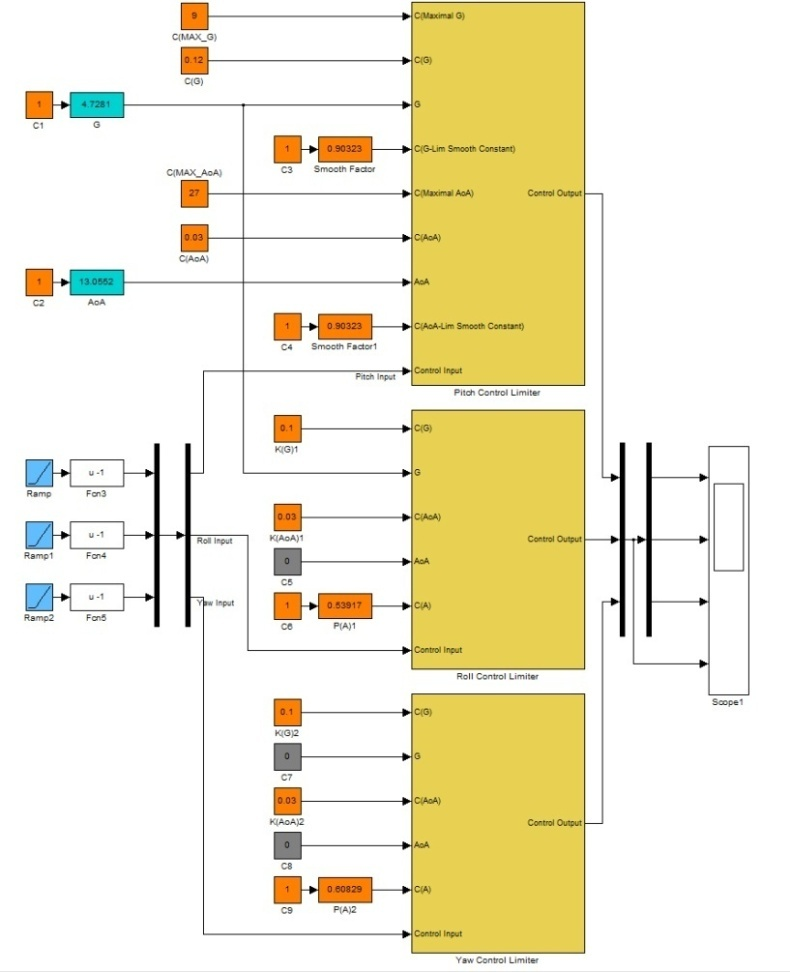 9
C(MAX_G)
C(Maximal G)
0.12
C(G)
C(G)
1
C1
4.7281
G
G
1
C3
0.90323
Smooth Factor
C(G-Lim Smooth Constant)
C(MAX_AoA)
27
C(Maximal AoA)
Control Output
0.03
C(AoA)
C(AoA)
1
C2
13.0552
AoA
AoA
1
C4
0.90323
Smooth Factor1
C(AoA-Lim Smooth Constant)
Pitch Input
Control Input
Pitch Control Limiter
0.1
K(G)1
C(G)
G
Ramp
u -1
Fcn3
0.03
K(AoA)1
C(AoA)
Ramp1
u -1
Fcn4
Roll Input
Control Output
0
C5
AoA
Ramp2
u -1
Fcn5
Yaw Input
1
C6
0.53917
P(A)1
C(A)
Control Input
Roll Control Limiter
Scope1
0.1
K(G)2
C(G)
0
C7
G
0.03
K(AoA)2
C(AoA)
Control Output
0
C8
AoA
1
C9
0.60829
P(A)2
C(A)
Control Input
Yaw Control Limiter